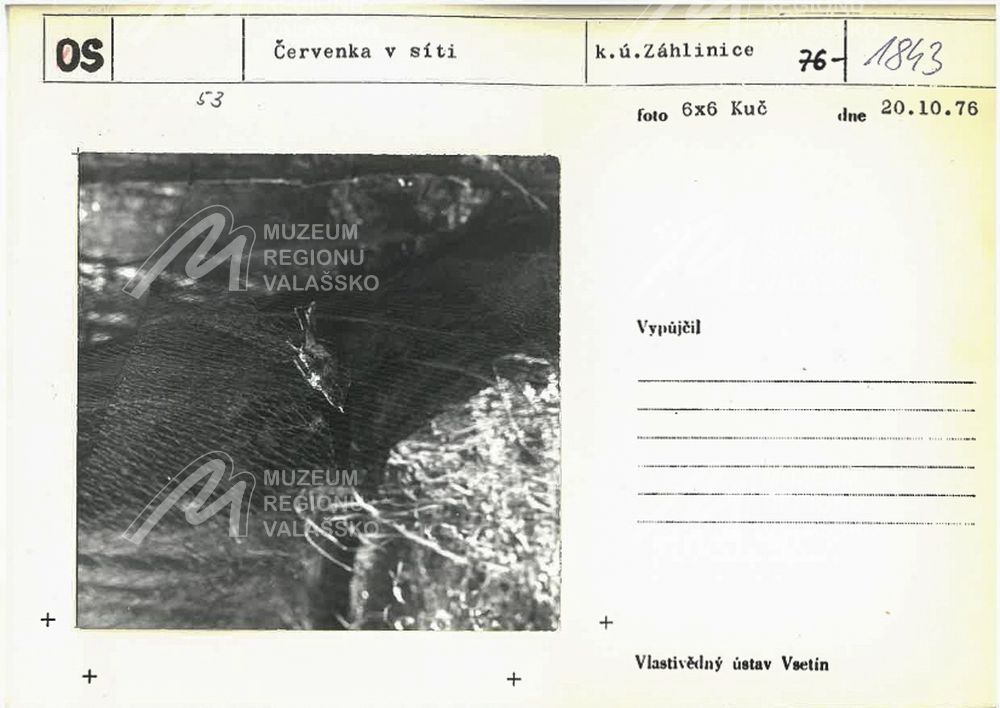 OS Červenka v síti k.ú.Záhlinice 76- 1843
53
foto 6x6 Kuč dne 20.10.76
MUZEUM
REGIONU
VALAŠSKO
Vypůjčil
MUZEUM
REGIONU
VALAŠSKO
Vlastivědný ústav Vsetín